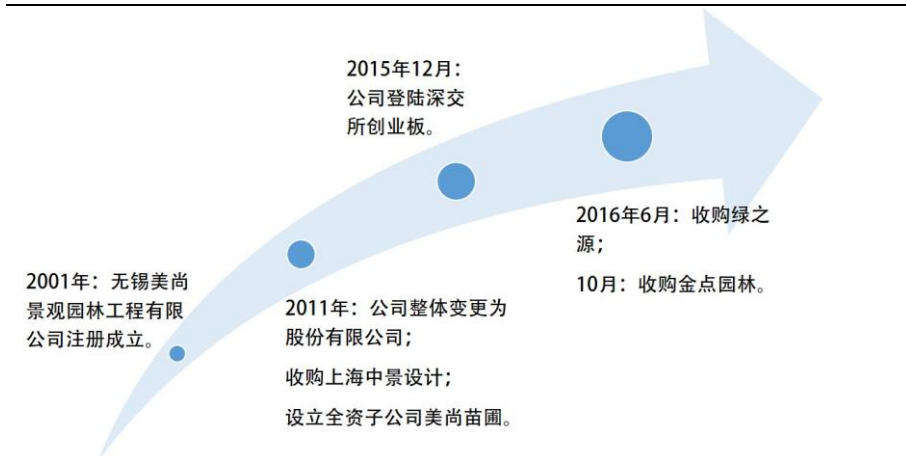 2001年：无锡美尚
景观园林工程有限
公司注册成立。
2011年：公司整体变更为
股份有限公司；
收购上海中景设计；
设立全资子公司美尚苗圃。
2015年12月：
公司登陆深交
所创业板。
2016年6月：收购绿之
源；
10月：收购金点园林。